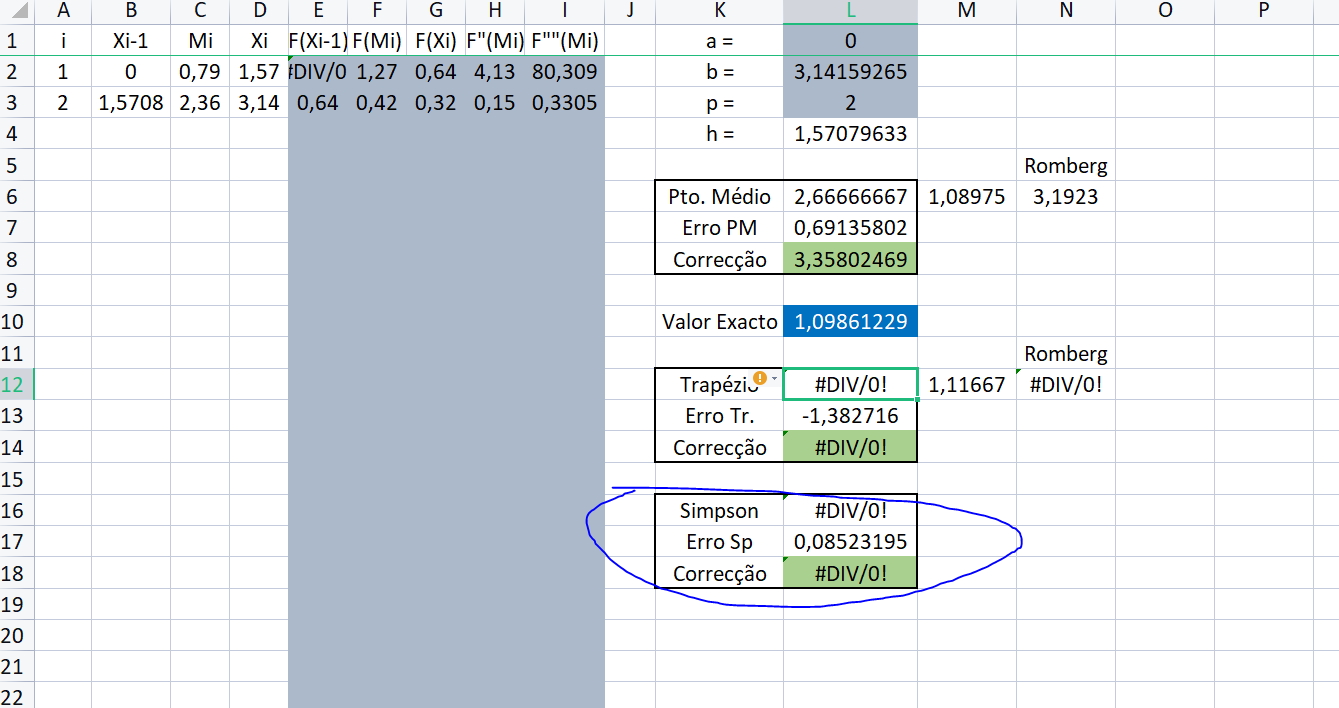 A B C D E F G H I J K L M N O P
1 i Xi-1 Mi Xi F(Xi-1) F(Mi) F(Xi) F"(Mi) F""(Mi) a = 0
2 1 0 0,79 1,57 #DIV/0 1,27 0,64 4,13 80,309 b = 3,14159265
3 2 1,5708 2,36 3,14 0,64 0,42 0,32 0,15 0,3305 p = 2
4 h = 1,57079633
5 Romberg
6 Pto. Médio 2,66666667 1,08975 3,1923
7 Erro PM 0,69135802
8 Correcção 3,35802469
9
10 Valor Exacto 1,09861229
11 Romberg
12 Trapézio #DIV/0! 1,11667 #DIV/0!
13 Erro Tr. -1,382716
14 Correcção #DIV/0!
15
16 Simpson #DIV/0!
17 Erro Sp 0,08523195
18 Correcção #DIV/0!
19
20
21
22